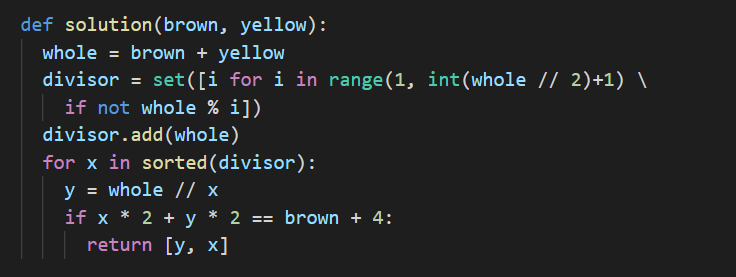 def solution(brown, yellow):
  whole = brown + yellow
  divisor = set([i for i in range(1, int(whole // 2)+1) \
    if not whole % i])
  divisor.add(whole)
  for x in sorted(divisor):
    y = whole // x
    if x * 2 + y * 2 == brown + 4:
      return [y, x]